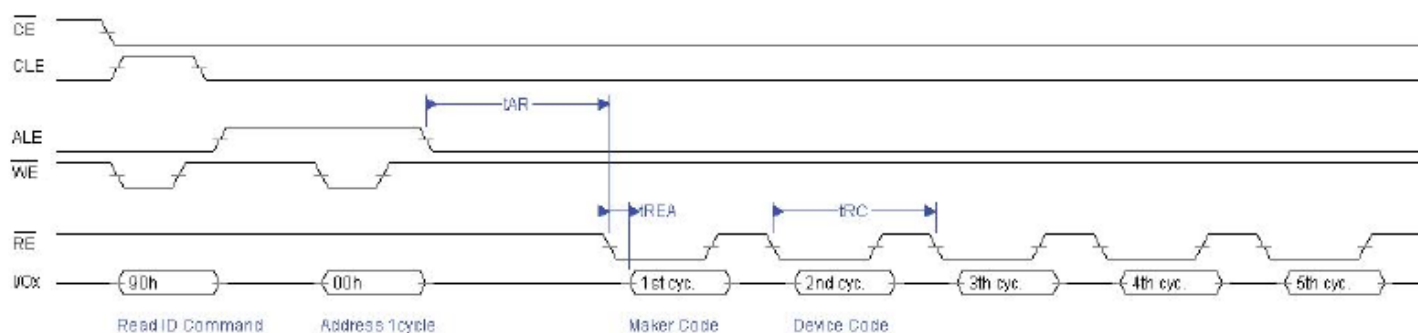 CE
CLE
tAR
ALE
WE
tREA
tRC
RE
I/Ox
90h
00h
1st cyc.
2nd cyc.
3th cyc.
4th cyc.
5th cyc.
Read ID Command
Address 1cycle
Maker Code
Device Code